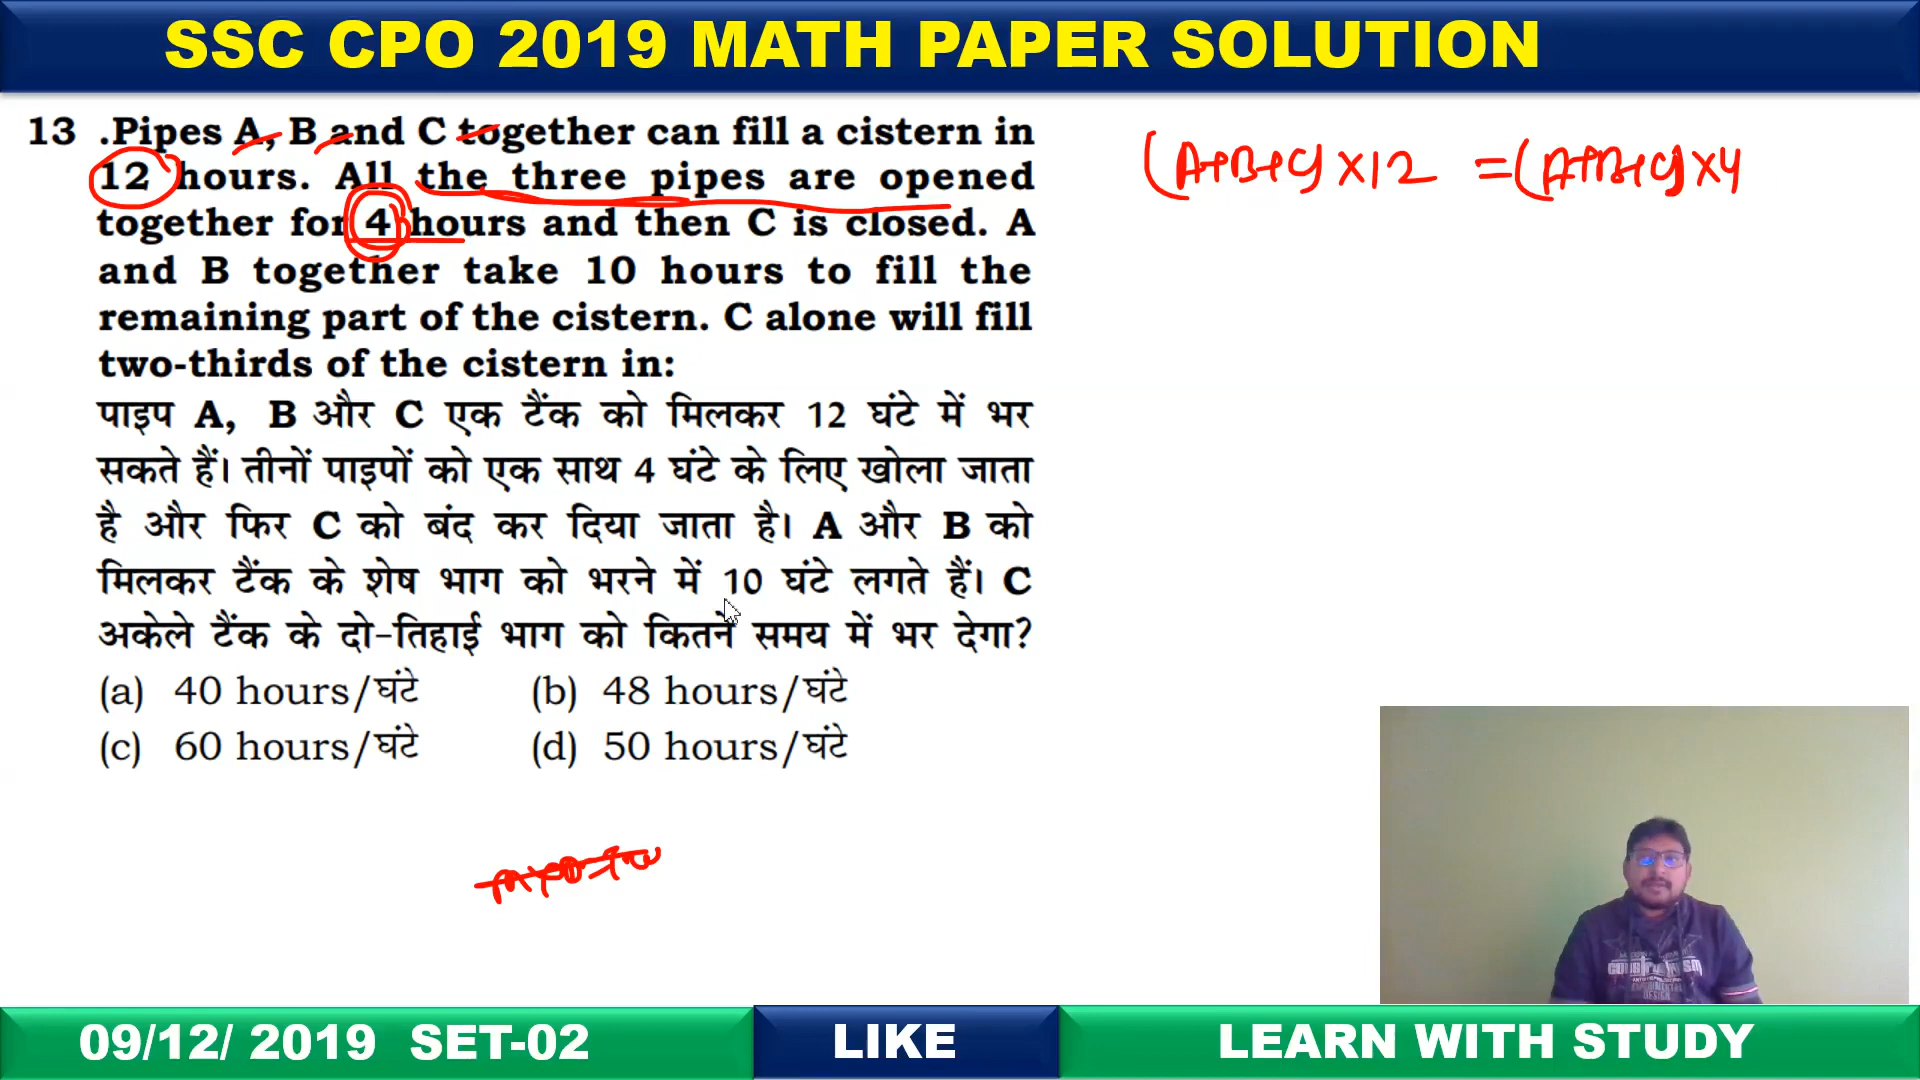 SSC CPO 2019 MATH PAPER SOLUTION
13 .Pipes A, B and C together can fill a cistern in
12 hours. All the three pipes are opened
together for 4 hours and then C is closed. A
and B together take 10 hours to fill the
remaining part of the cistern. C alone will fill
two-thirds of the cistern in:
पाइप A, B और C एक टैंक को मिलकर 12 घंटे में भर
सकते हैं। तीनों पाइपों को एक साथ 4 घंटे के लिए खोला जाता
है और फिर C को बंद कर दिया जाता है। A और B को
मिलकर टैंक के शेष भाग को भरने में 10 घंटे लगते हैं। C
अकेले टैंक के दो-तिहाई भाग को कितने समय में भर देगा?
(a) 40 hours/घंटे (b) 48 hours/घंटे
(c) 60 hours/घंटे (d) 50 hours/घंटे
(A+B+C)×12 =(A+B+C)×4
09/12/ 2019 SET-02
LIKE
LEARN WITH STUDY